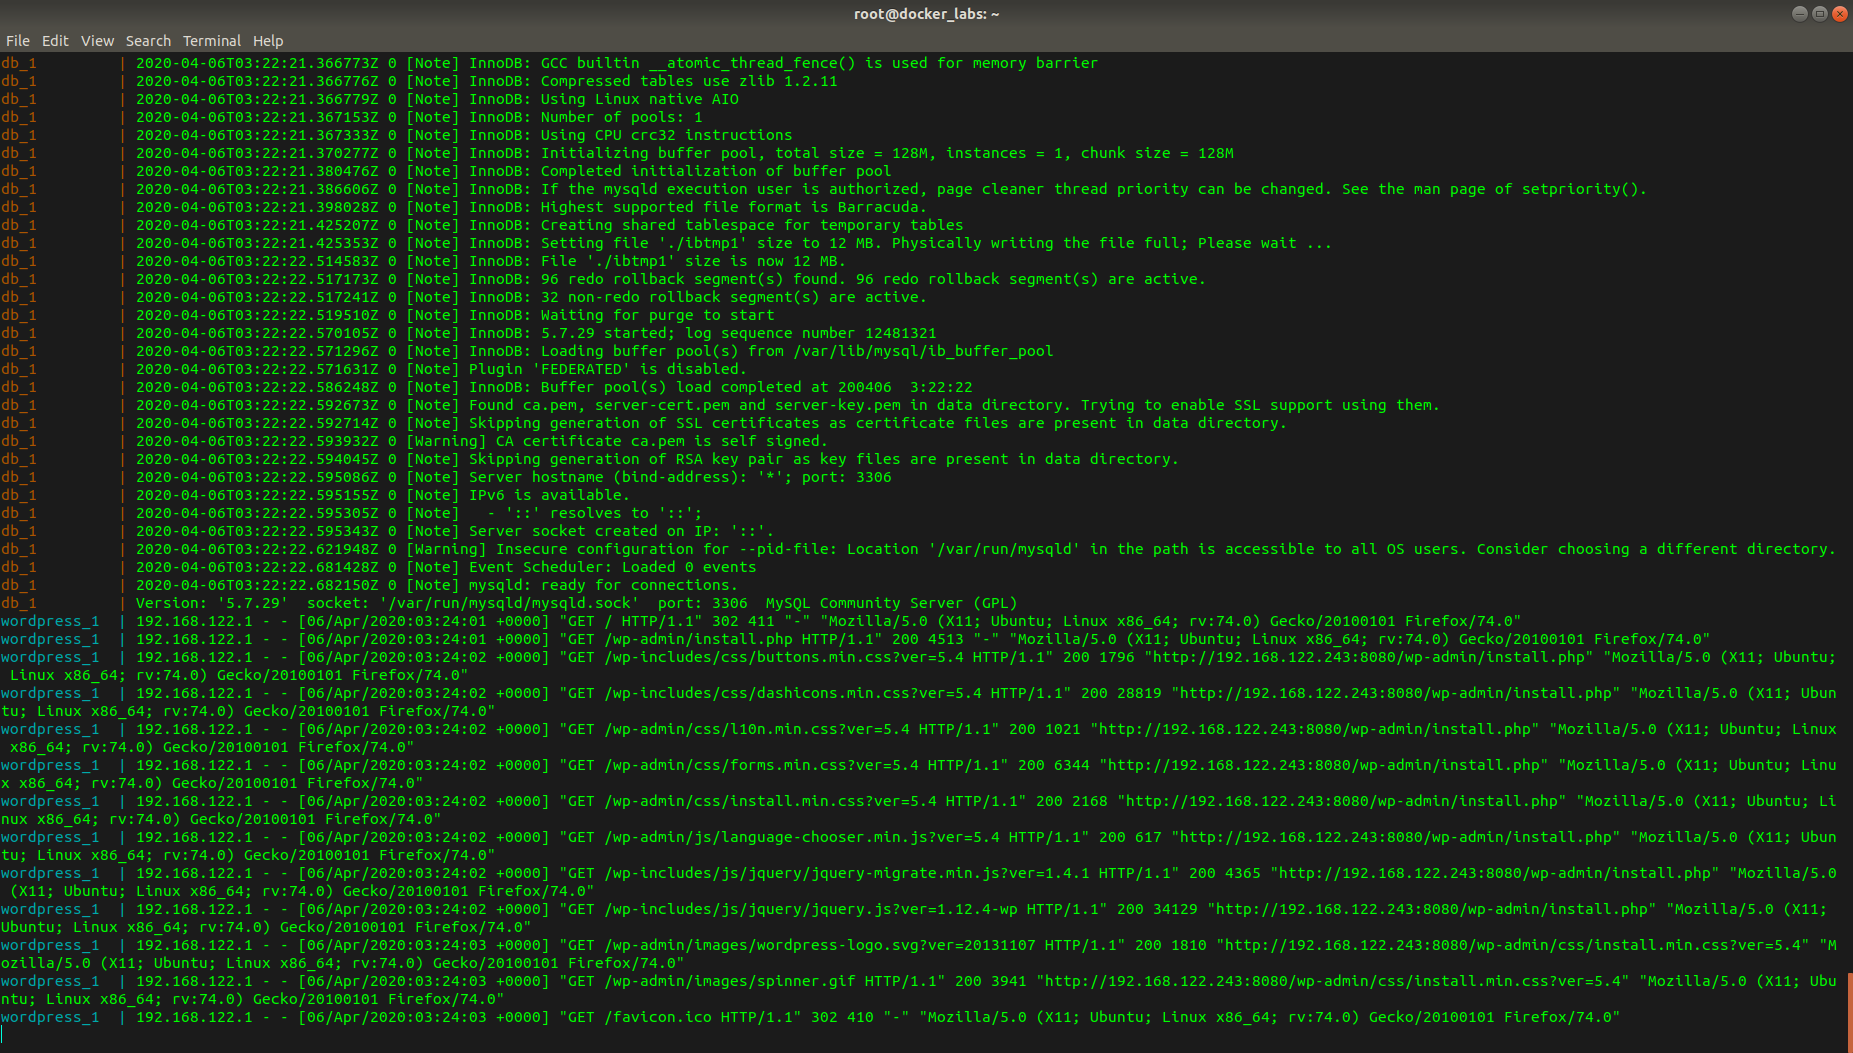 root@docker_labs: ~
File Edit View Search Terminal Help
db_1         | 2020-04-06T03:22:21.366773Z 0 [Note] InnoDB: GCC builtin __atomic_thread_fence() is used for memory barrier
db_1         | 2020-04-06T03:22:21.366776Z 0 [Note] InnoDB: Compressed tables use zlib 1.2.11
db_1         | 2020-04-06T03:22:21.366779Z 0 [Note] InnoDB: Using Linux native AIO
db_1         | 2020-04-06T03:22:21.367153Z 0 [Note] InnoDB: Number of pools: 1
db_1         | 2020-04-06T03:22:21.367333Z 0 [Note] InnoDB: Using CPU crc32 instructions
db_1         | 2020-04-06T03:22:21.370277Z 0 [Note] InnoDB: Initializing buffer pool, total size = 128M, instances = 1, chunk size = 128M
db_1         | 2020-04-06T03:22:21.380476Z 0 [Note] InnoDB: Completed initialization of buffer pool
db_1         | 2020-04-06T03:22:21.386606Z 0 [Note] InnoDB: If the mysqld execution user is authorized, page cleaner thread priority can be changed. See the man page of setpriority().
db_1         | 2020-04-06T03:22:21.398028Z 0 [Note] InnoDB: Highest supported file format is Barracuda.
db_1         | 2020-04-06T03:22:21.425207Z 0 [Note] InnoDB: Creating shared tablespace for temporary tables
db_1         | 2020-04-06T03:22:21.425353Z 0 [Note] InnoDB: Setting file './ibtmp1' size to 12 MB. Physically writing the file full; Please wait ...
db_1         | 2020-04-06T03:22:22.514583Z 0 [Note] InnoDB: File './ibtmp1' size is now 12 MB.
db_1         | 2020-04-06T03:22:22.517173Z 0 [Note] InnoDB: 96 redo rollback segment(s) found. 96 redo rollback segment(s) are active.
db_1         | 2020-04-06T03:22:22.517241Z 0 [Note] InnoDB: 32 non-redo rollback segment(s) are active.
db_1         | 2020-04-06T03:22:22.519510Z 0 [Note] InnoDB: Waiting for purge to start
db_1         | 2020-04-06T03:22:22.570105Z 0 [Note] InnoDB: 5.7.29 started; log sequence number 12481321
db_1         | 2020-04-06T03:22:22.571296Z 0 [Note] InnoDB: Loading buffer pool(s) from /var/lib/mysql/ib_buffer_pool
db_1         | 2020-04-06T03:22:22.571631Z 0 [Note] Plugin 'FEDERATED' is disabled.
db_1         | 2020-04-06T03:22:22.586248Z 0 [Note] InnoDB: Buffer pool(s) load completed at 200406  3:22:22
db_1         | 2020-04-06T03:22:22.592673Z 0 [Note] Found ca.pem, server-cert.pem and server-key.pem in data directory. Trying to enable SSL support using them.
db_1         | 2020-04-06T03:22:22.592714Z 0 [Note] Skipping generation of SSL certificates as certificate files are present in data directory.
db_1         | 2020-04-06T03:22:22.593932Z 0 [Warning] CA certificate ca.pem is self signed.
db_1         | 2020-04-06T03:22:22.594045Z 0 [Note] Skipping generation of RSA key pair as key files are present in data directory.
db_1         | 2020-04-06T03:22:22.595086Z 0 [Note] Server hostname (bind-address): '*'; port: 3306
db_1         | 2020-04-06T03:22:22.595155Z 0 [Note] IPv6 is available.
db_1         | 2020-04-06T03:22:22.595305Z 0 [Note]   - '::' resolves to '::';
db_1         | 2020-04-06T03:22:22.595343Z 0 [Note] Server socket created on IP: '::'.
db_1         | 2020-04-06T03:22:22.621948Z 0 [Warning] Insecure configuration for --pid-file: Location '/var/run/mysqld' in the path is accessible to all OS users. Consider choosing a different directory.
db_1         | 2020-04-06T03:22:22.681428Z 0 [Note] Event Scheduler: Loaded 0 events
db_1         | 2020-04-06T03:22:22.682150Z 0 [Note] mysqld: ready for connections.
db_1         | Version: '5.7.29'  socket: '/var/run/mysqld/mysqld.sock'  port: 3306  MySQL Community Server (GPL)
wordpress_1  | 192.168.122.1 - - [06/Apr/2020:03:24:01 +0000] "GET / HTTP/1.1" 302 411 "-" "Mozilla/5.0 (X11; Ubuntu; Linux x86_64; rv:74.0) Gecko/20100101 Firefox/74.0"
wordpress_1  | 192.168.122.1 - - [06/Apr/2020:03:24:01 +0000] "GET /wp-admin/install.php HTTP/1.1" 200 4513 "-" "Mozilla/5.0 (X11; Ubuntu; Linux x86_64; rv:74.0) Gecko/20100101 Firefox/74.0"
wordpress_1  | 192.168.122.1 - - [06/Apr/2020:03:24:02 +0000] "GET /wp-includes/css/buttons.min.css?ver=5.4 HTTP/1.1" 200 1796 "http://192.168.122.243:8080/wp-admin/install.php" "Mozilla/5.0 (X11; Ubuntu;
 Linux x86_64; rv:74.0) Gecko/20100101 Firefox/74.0"
wordpress_1  | 192.168.122.1 - - [06/Apr/2020:03:24:02 +0000] "GET /wp-includes/css/dashicons.min.css?ver=5.4 HTTP/1.1" 200 28819 "http://192.168.122.243:8080/wp-admin/install.php" "Mozilla/5.0 (X11; Ubun
tu; Linux x86_64; rv:74.0) Gecko/20100101 Firefox/74.0"
wordpress_1  | 192.168.122.1 - - [06/Apr/2020:03:24:02 +0000] "GET /wp-admin/css/l10n.min.css?ver=5.4 HTTP/1.1" 200 1021 "http://192.168.122.243:8080/wp-admin/install.php" "Mozilla/5.0 (X11; Ubuntu; Linux
 x86_64; rv:74.0) Gecko/20100101 Firefox/74.0"
wordpress_1  | 192.168.122.1 - - [06/Apr/2020:03:24:02 +0000] "GET /wp-admin/css/forms.min.css?ver=5.4 HTTP/1.1" 200 6344 "http://192.168.122.243:8080/wp-admin/install.php" "Mozilla/5.0 (X11; Ubuntu; Linu
x x86_64; rv:74.0) Gecko/20100101 Firefox/74.0"
wordpress_1  | 192.168.122.1 - - [06/Apr/2020:03:24:02 +0000] "GET /wp-admin/css/install.min.css?ver=5.4 HTTP/1.1" 200 2168 "http://192.168.122.243:8080/wp-admin/install.php" "Mozilla/5.0 (X11; Ubuntu; Li
nux x86_64; rv:74.0) Gecko/20100101 Firefox/74.0"
wordpress_1  | 192.168.122.1 - - [06/Apr/2020:03:24:02 +0000] "GET /wp-admin/js/language-chooser.min.js?ver=5.4 HTTP/1.1" 200 617 "http://192.168.122.243:8080/wp-admin/install.php" "Mozilla/5.0 (X11; Ubun
tu; Linux x86_64; rv:74.0) Gecko/20100101 Firefox/74.0"
wordpress_1  | 192.168.122.1 - - [06/Apr/2020:03:24:02 +0000] "GET /wp-includes/js/jquery/jquery-migrate.min.js?ver=1.4.1 HTTP/1.1" 200 4365 "http://192.168.122.243:8080/wp-admin/install.php" "Mozilla/5.0
 (X11; Ubuntu; Linux x86_64; rv:74.0) Gecko/20100101 Firefox/74.0"
wordpress_1  | 192.168.122.1 - - [06/Apr/2020:03:24:02 +0000] "GET /wp-includes/js/jquery/jquery.js?ver=1.12.4-wp HTTP/1.1" 200 34129 "http://192.168.122.243:8080/wp-admin/install.php" "Mozilla/5.0 (X11;
Ubuntu; Linux x86_64; rv:74.0) Gecko/20100101 Firefox/74.0"
wordpress_1  | 192.168.122.1 - - [06/Apr/2020:03:24:03 +0000] "GET /wp-admin/images/wordpress-logo.svg?ver=20131107 HTTP/1.1" 200 1810 "http://192.168.122.243:8080/wp-admin/css/install.min.css?ver=5.4" "M
ozilla/5.0 (X11; Ubuntu; Linux x86_64; rv:74.0) Gecko/20100101 Firefox/74.0"
wordpress_1  | 192.168.122.1 - - [06/Apr/2020:03:24:03 +0000] "GET /wp-admin/images/spinner.gif HTTP/1.1" 200 3941 "http://192.168.122.243:8080/wp-admin/css/install.min.css?ver=5.4" "Mozilla/5.0 (X11; Ubu
ntu; Linux x86_64; rv:74.0) Gecko/20100101 Firefox/74.0"
wordpress_1  | 192.168.122.1 - - [06/Apr/2020:03:24:03 +0000] "GET /favicon.ico HTTP/1.1" 302 410 "-" "Mozilla/5.0 (X11; Ubuntu; Linux x86_64; rv:74.0) Gecko/20100101 Firefox/74.0"